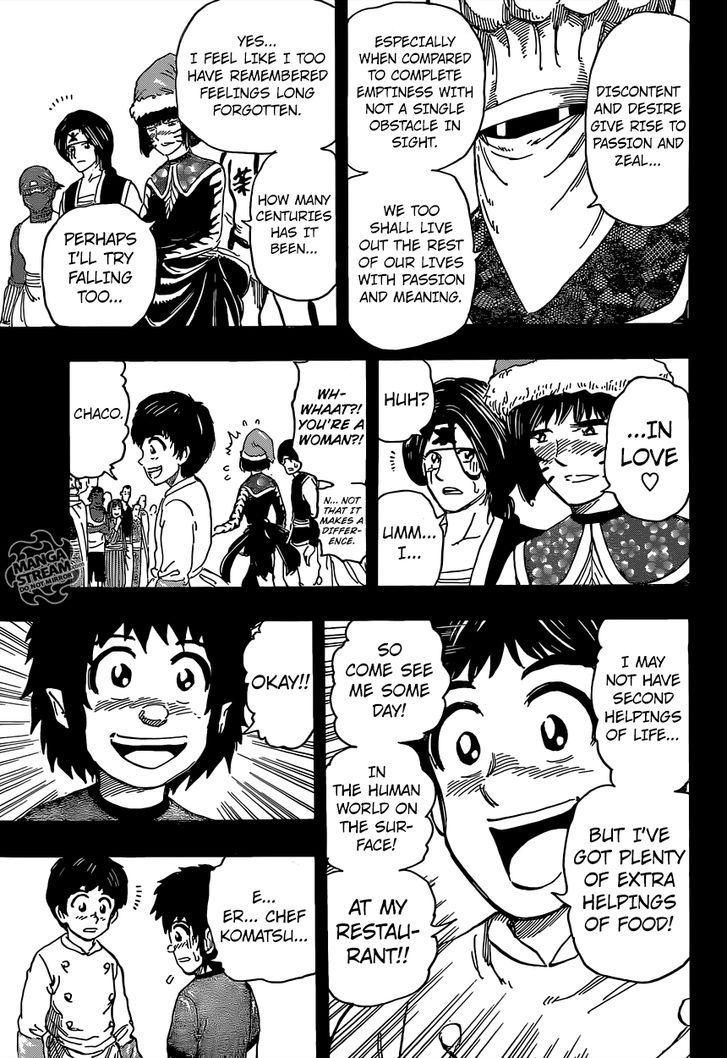 DISCONTENT
AND DESIRE
GIVE RISE TO
PASSION AND
ZEAL...
ESPECIALLY
WHEN COMPARED
TO COMPLETE
EMPTINESS WITH
NOT A SINGLE
OBSTACLE IN
SIGHT.
WE TOO
SHALL LIVE
OUT THE REST
OF OUR LIVES
WITH PASSION
AND MEANING.
YES...
I FEEL LIKE I TOO
HAVE REMEMBERED
FEELINGS LONG
FORGOTTEN.
HOW MANY
CENTURIES
HAS IT
BEEN...
PERHAPS
I'LL TRY
FALLING
TOO...
...IN
LOVE
♡
HUH?
UMM...
I...
WH-
WHAAT?!
YOU'RE A
WOMAN?!
N... NOT
THAT IT
MAKES A
DIFFER-
ENCE.
CHACO.
MANGA
STREAM
DO NOT MIRROR
I MAY
NOT HAVE
SECOND
HELPINGS
OF LIFE...
BUT I'VE
GOT PLENTY
OF EXTRA
HELPINGS
OF FOOD!
SO
COME SEE
ME SOME
DAY!
IN
THE HUMAN
WORLD ON
THE SUR-
FACE!
AT MY
RESTAU-
RANT!!
OKAY!!
E...
ER... CHEF
KOMATSU...